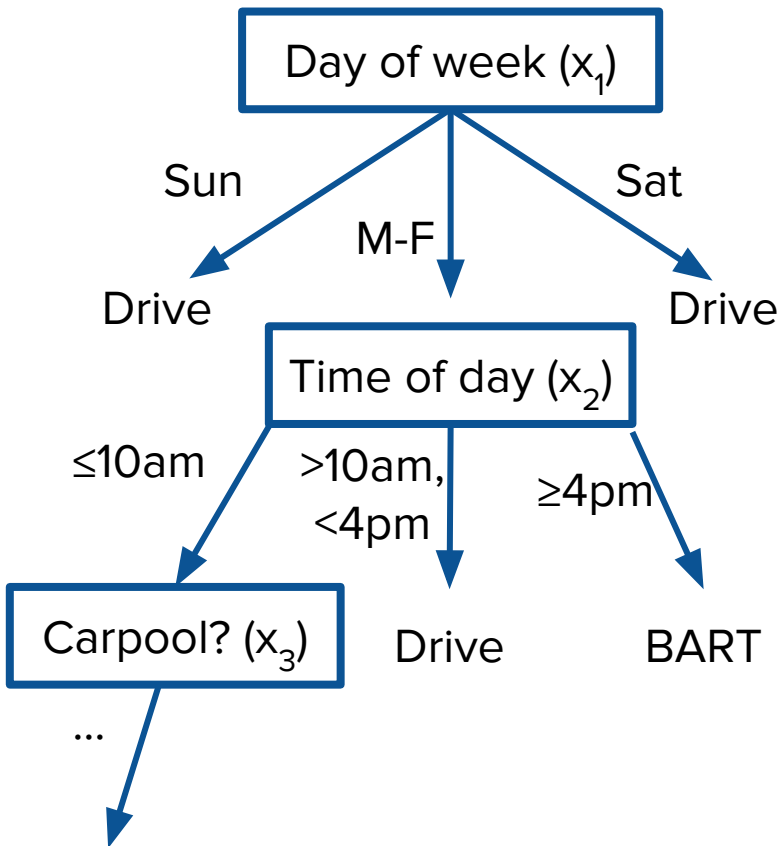 Day of week (x₁)
Sun
Sat
M-F
Drive
Drive
Time of day (x₂)
≤10am
>10am,
<4pm
≥4pm
Carpool? (x₃)
Drive
BART
...